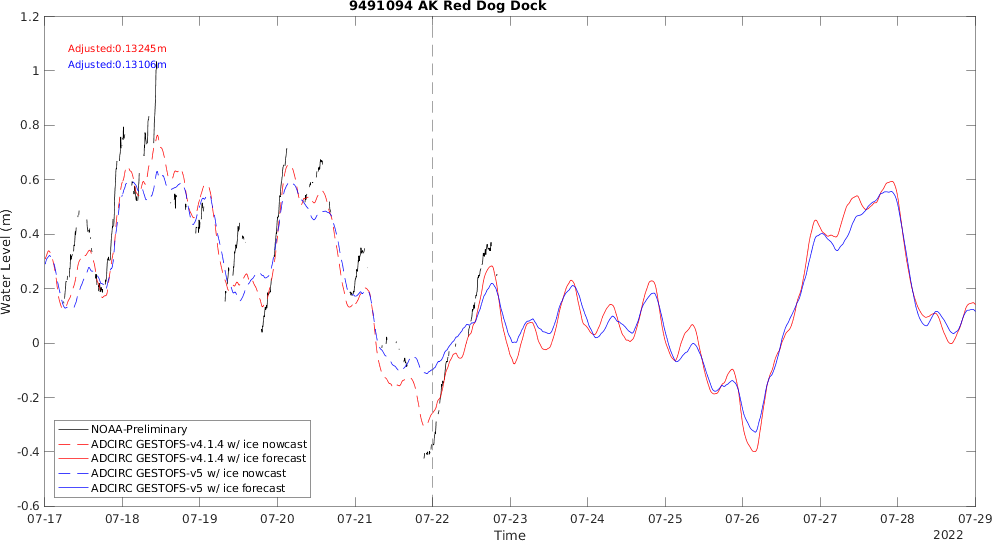 9491094 AK Red Dog Dock
Adjusted:0.13245m
Adjusted:0.13106m
Water Level (m)
1.2
1
0.8
0.6
0.4
0.2
0
-0.2
-0.4
-0.6
NOAA-Preliminary
ADCIRC GESTOFS-v4.1.4 w/ ice nowcast
ADCIRC GESTOFS-v4.1.4 w/ ice forecast
ADCIRC GESTOFS-v5 w/ ice nowcast
ADCIRC GESTOFS-v5 w/ ice forecast
07-17 07-18 07-19 07-20 07-21 07-22 07-23 07-24 07-25 07-26 07-27 07-28 07-29
Time
2022